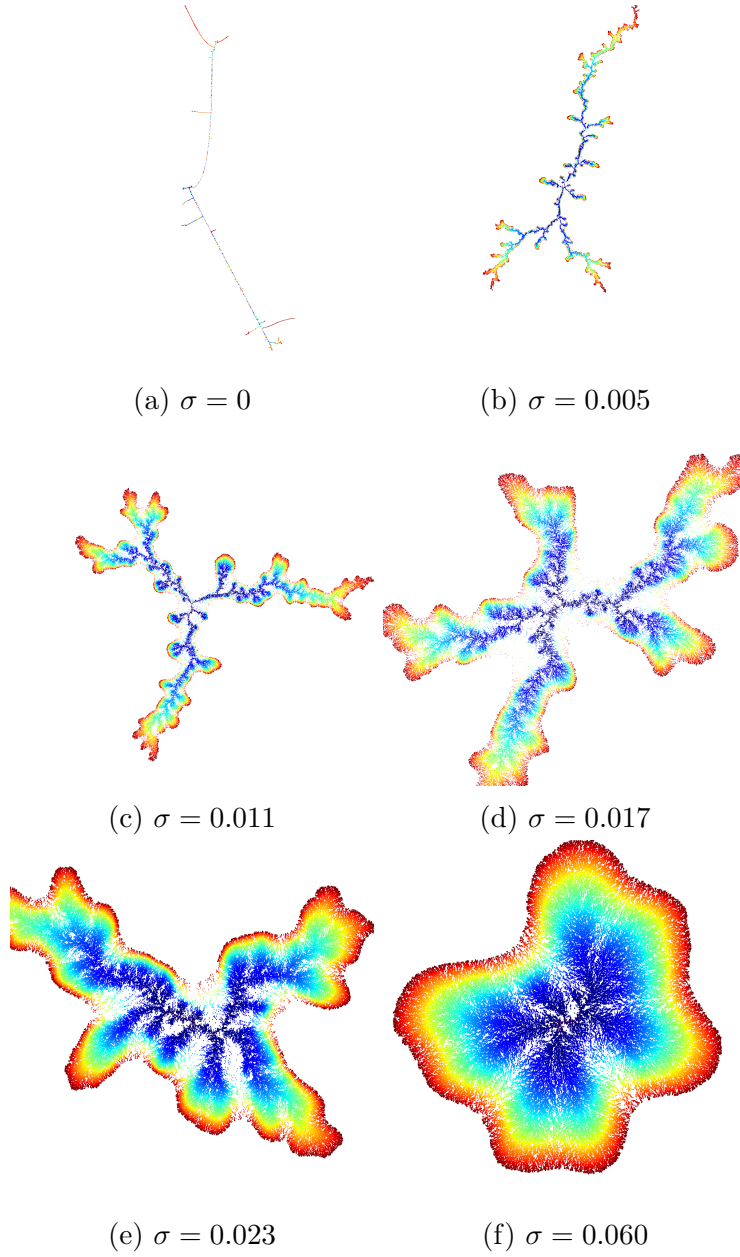 (a) σ = 0
(b) σ = 0.005
(c) σ = 0.011
(d) σ = 0.017
(e) σ = 0.023
(f) σ = 0.060